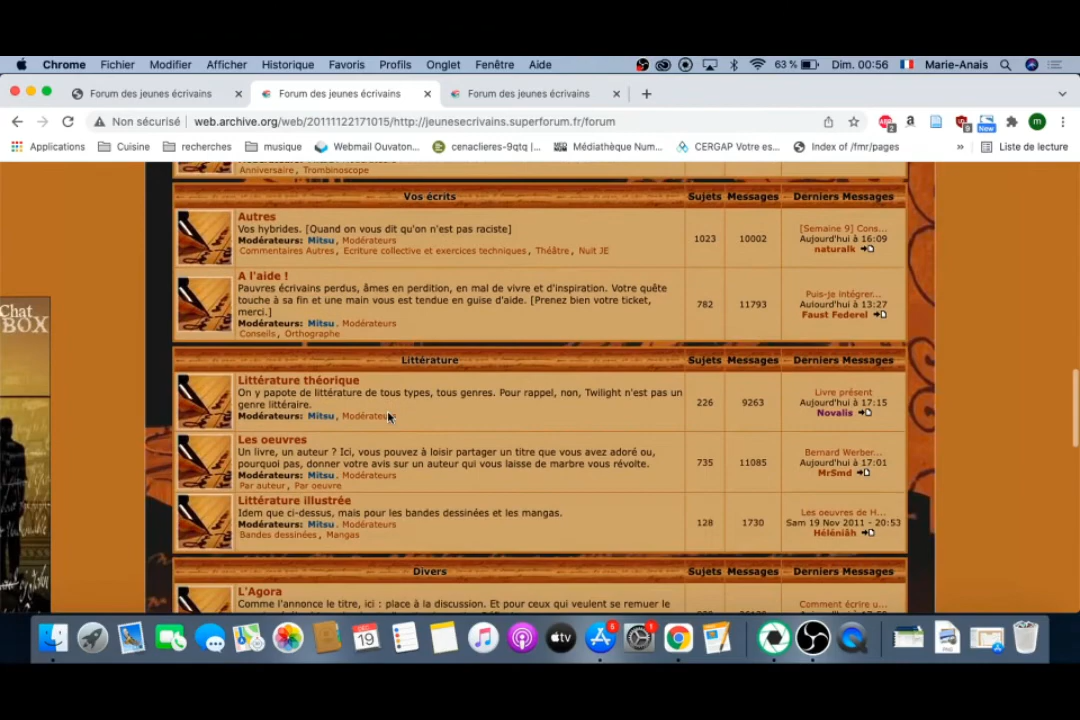 Chrome Fichier Modifier Afficher Historique Favoris Profils Onglet Fenêtre Aide 63 % Dim. 00:56 Marie-Anais
Forum des jeunes écrivains Forum des jeunes écrivains Forum des jeunes écrivains
Non sécurisé web.archive.org/web/20111122171015/http://jeunesecrivains.superforum.fr/forum
2 9 New m
Applications Cuisine recherches musique Webmail Ouvaton... cenaclieres-9qtq |... Médiathèque Num... CERGAP Votre es... Index of /fmr/pages » Liste de lecture
Anniversaire, Trombinoscope
Vos écrits Sujets Messages Derniers Messages
Autres
Vos hybrides. [Quand on vous dit qu'on n'est pas raciste]
Modérateurs: Mitsu, Modérateurs
Commentaires Autres, Ecriture collective et exercices techniques, Théâtre, Nuit JE
1023 10002
[Semaine 9] Cons...
Aujourd'hui à 16:09
naturalk
A l'aide !
Pauvres écrivains perdus, âmes en perdition, en mal de vivre et d'inspiration. Votre quête
touche à sa fin et une main vous est tendue en guise d'aide. [Prenez bien votre ticket,
merci.]
Modérateurs: Mitsu, Modérateurs
Conseils, Orthographe
782 11793
Puis-je intégrer...
Aujourd'hui à 13:27
Faust Federel
Littérature Sujets Messages Derniers Messages
Littérature théorique
On y papote de littérature de tous types, tous genres. Pour rappel, non, Twilight n'est pas un
genre littéraire.
Modérateurs: Mitsu, Modérateurs
226 9263
Livre présent
Aujourd'hui à 17:15
Novalis
Les oeuvres
Un livre, un auteur ? Ici, vous pouvez à loisir partager un titre que vous avez adoré ou,
pourquoi pas, donner votre avis sur un auteur qui vous laisse de marbre vous révolte.
Modérateurs: Mitsu, Modérateurs
Par auteur, Par oeuvre
735 11085
Bernard Werber...
Aujourd'hui à 17:01
MrSmd
Littérature illustrée
Idem que ci-dessus, mais pour les bandes dessinées et les mangas.
Modérateurs: Mitsu, Modérateurs
Bandes dessinées, Mangas
128 1730
Les oeuvres de H...
Sam 19 Nov 2011 - 20:53
Héléniâh
Divers Sujets Messages Derniers Messages
L'Agora
Comme l'annonce le titre, ici : place à la discussion. Et pour ceux qui veulent se remuer le
Comment écrire u...
Chat
BOX
19
tv
6
1